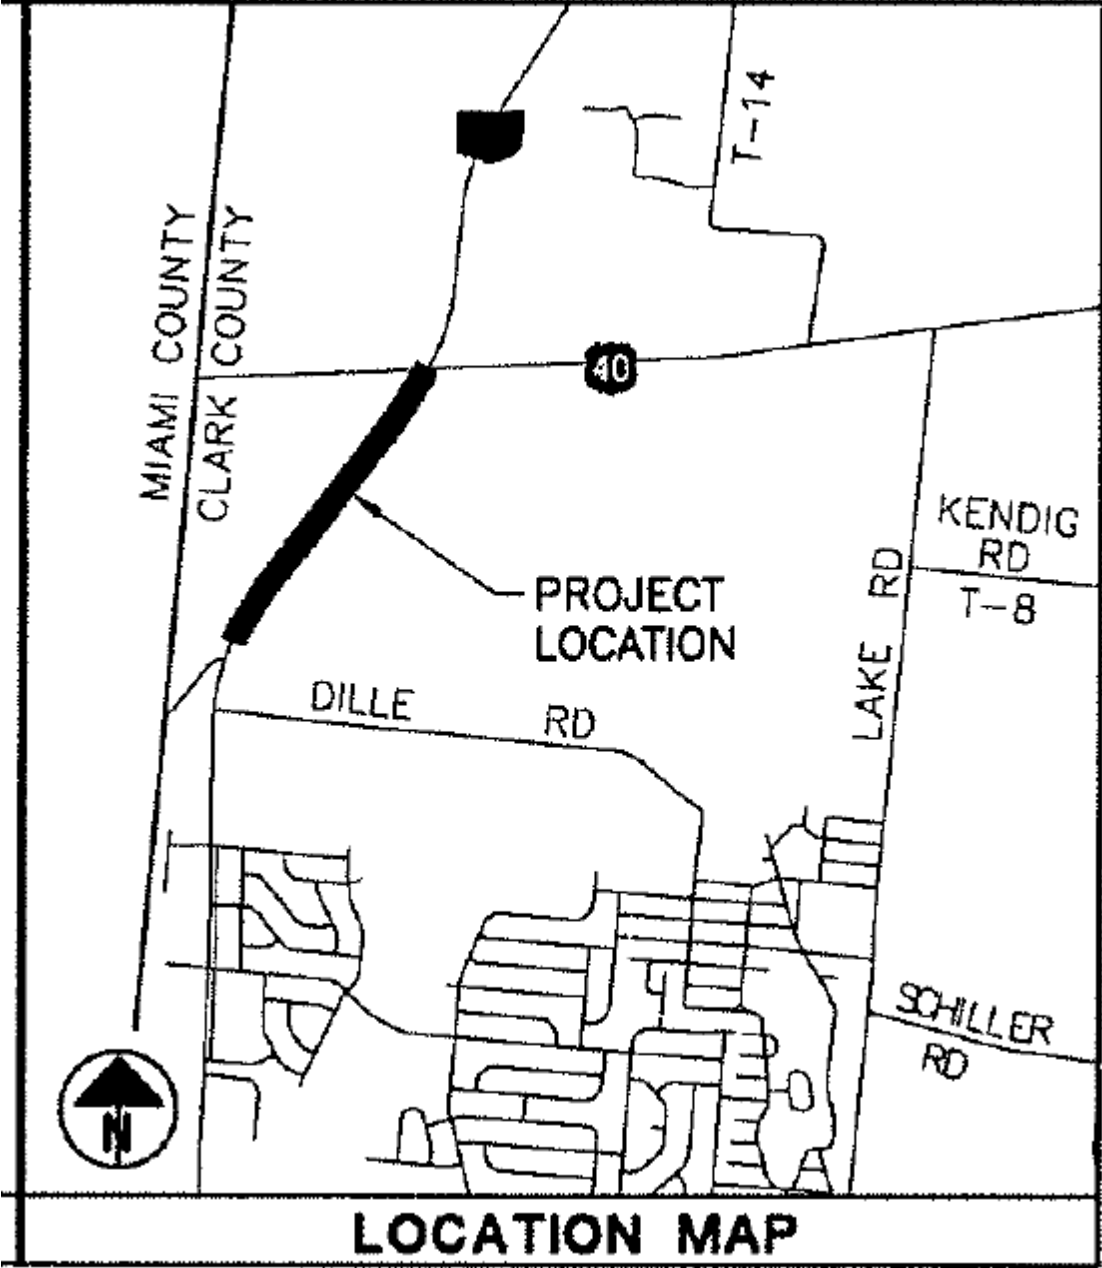 T-14
MIAMI COUNTY
CLARK COUNTY
40
KENDIG
RD
T-8
LAKE RD
PROJECT
LOCATION
DILLE RD
SCHILLER
RD
N
LOCATION MAP